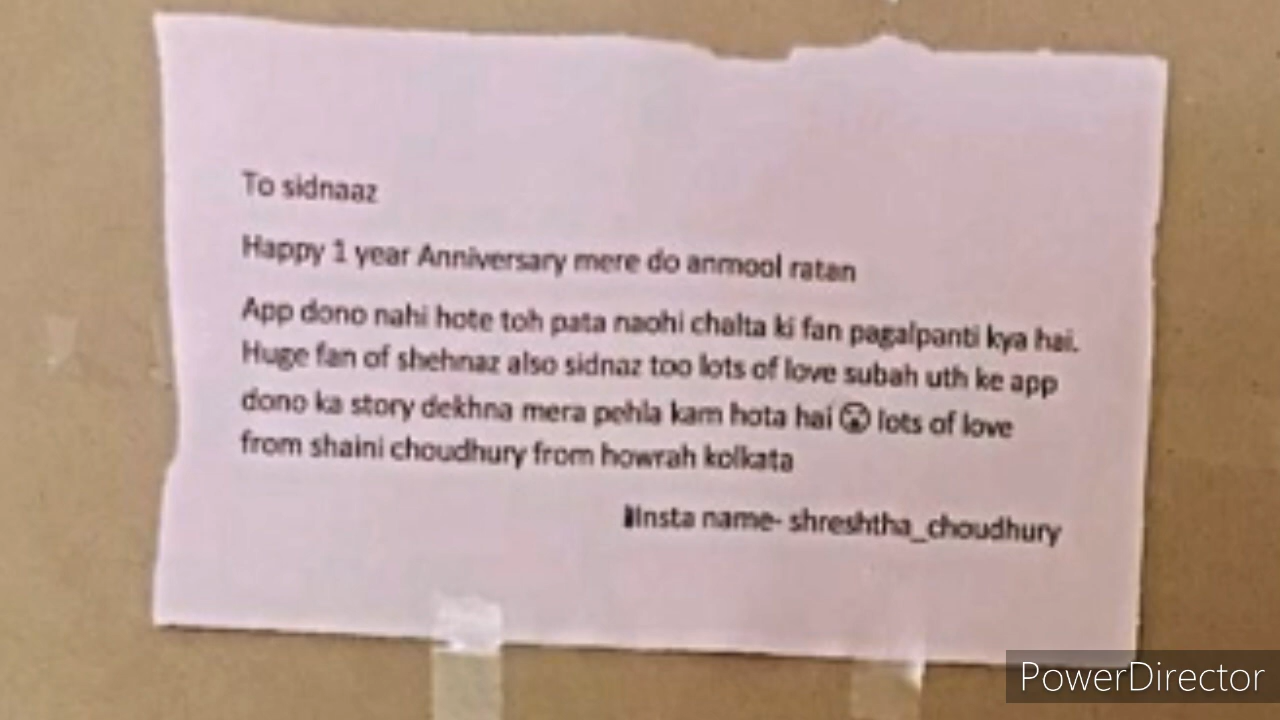 To sidnaaz
Happy 1 year Anniversary mere do anmool ratan
App dono nahi hote toh pata naohi chalta ki fan pagalpanti kya hai.
Huge fan of shehnaz also sidnaz too lots of love subah uth ke app
dono ka story dekhna mera pehla kam hota hai 😮 lots of love
from shaini choudhury from howrah kolkata
Insta name- shreshtha_choudhury
PowerDirector